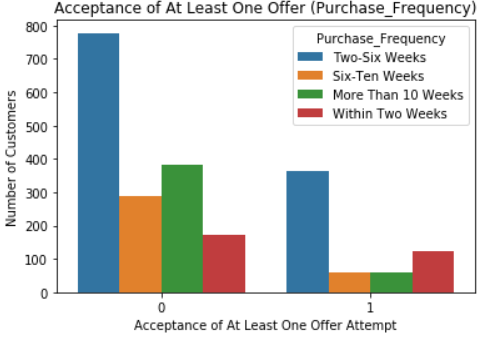 Acceptance of At Least One Offer (Purchase_Frequency)
800
700
600
500
400
300
200
100
0
Number of Customers
Purchase_Frequency
Two-Six Weeks
Six-Ten Weeks
More Than 10 Weeks
Within Two Weeks
0
1
Acceptance of At Least One Offer Attempt